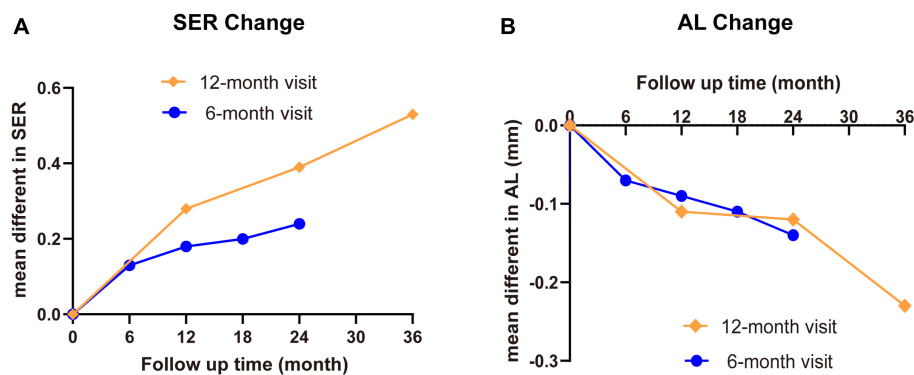 A
SER Change
12-month visit
6-month visit
mean different in SER
0.6
0.4
0.2
0.0
0 6 12 18 24 30 36
Follow up time (month)
B
AL Change
Follow up time (month)
0 6 12 18 24 30 36
mean different in AL (mm)
0.0
-0.1
-0.2
-0.3
12-month visit
6-month visit